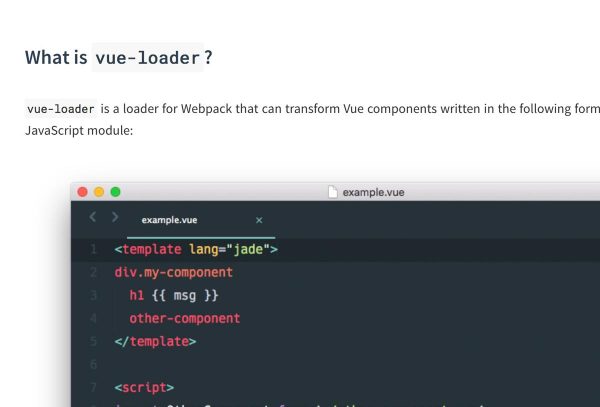 What is vue-loader?
vue-loader is a loader for Webpack that can transform Vue components written in the following form
JavaScript module:
example.vue
example.vue ×
1 <template lang="jade">
2 div.my-component
3 h1 {{ msg }}
4 other-component
5 </template>
6
7 <script>